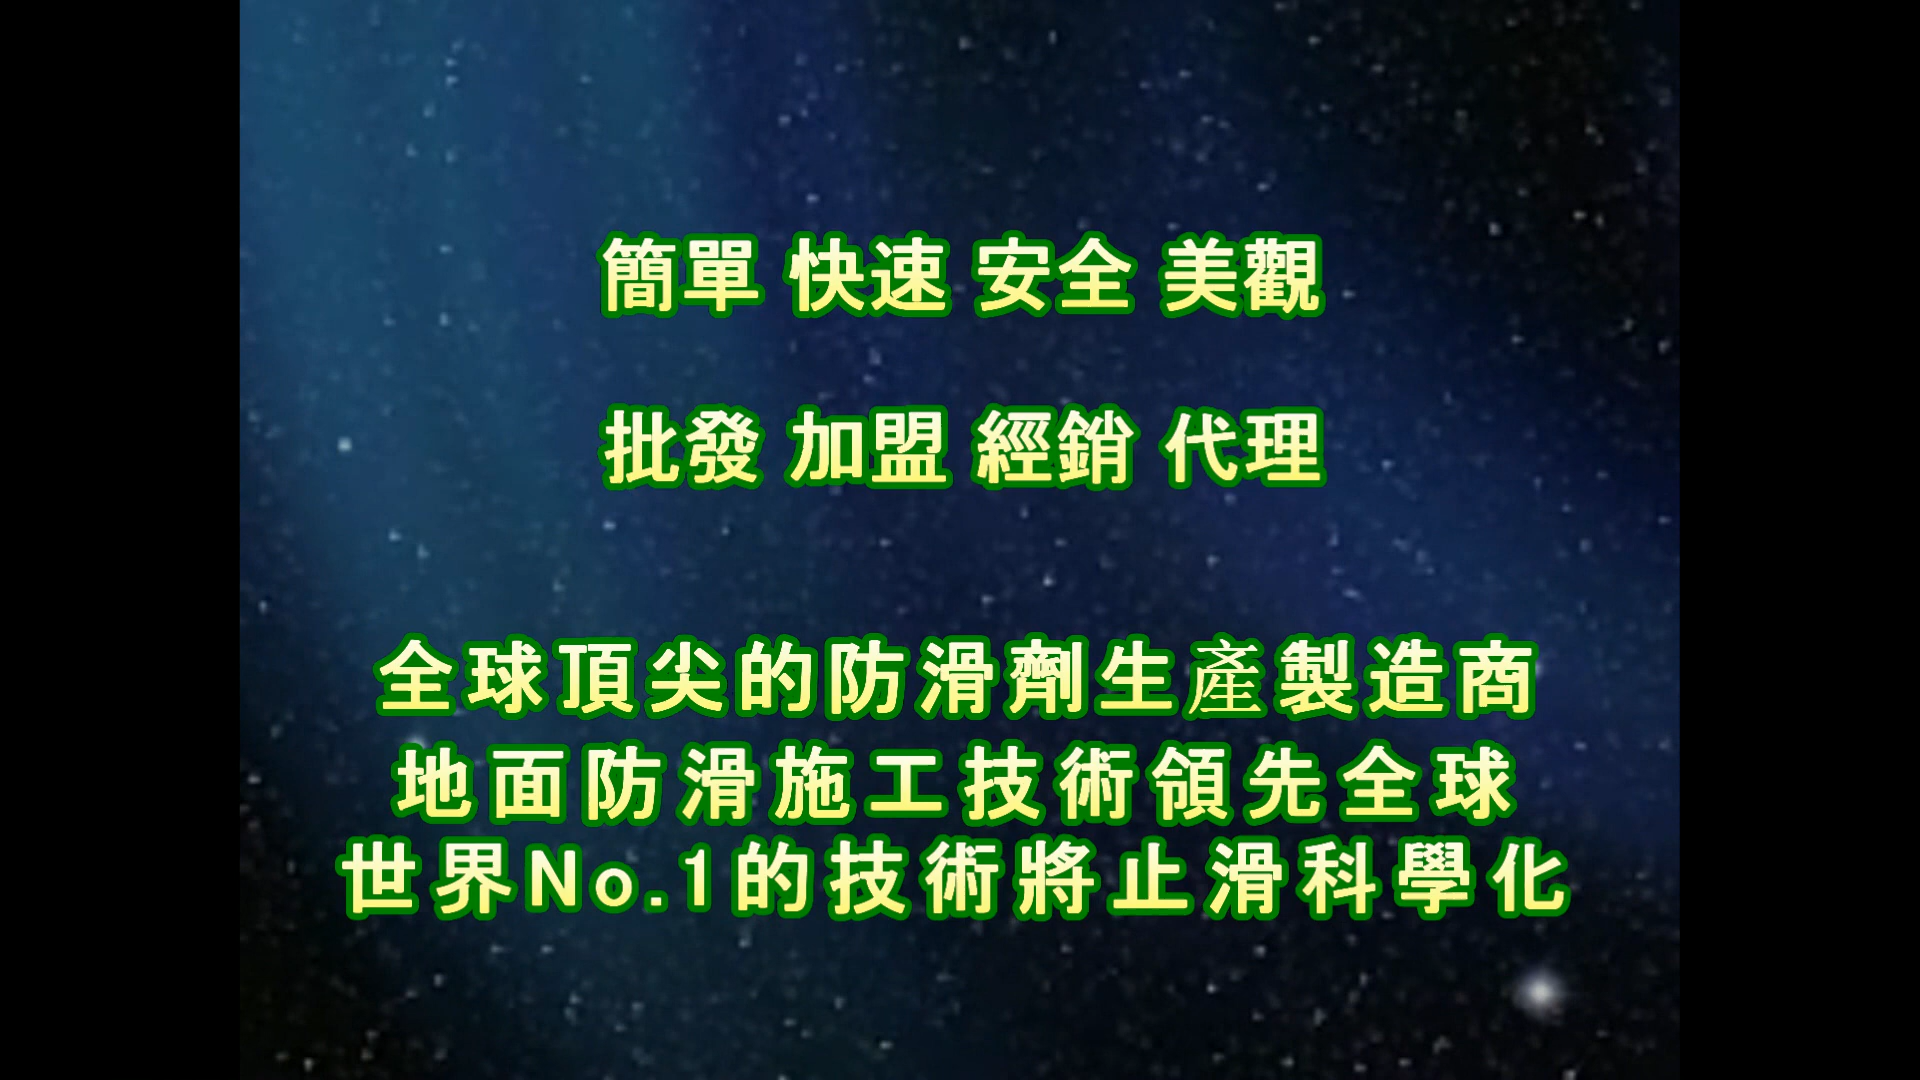 簡單 快速 安全 美觀
批發 加盟 經銷 代理
全球頂尖的防滑劑生產製造商
地面防滑施工技術領先全球
世界No.1的技術將止滑科學化